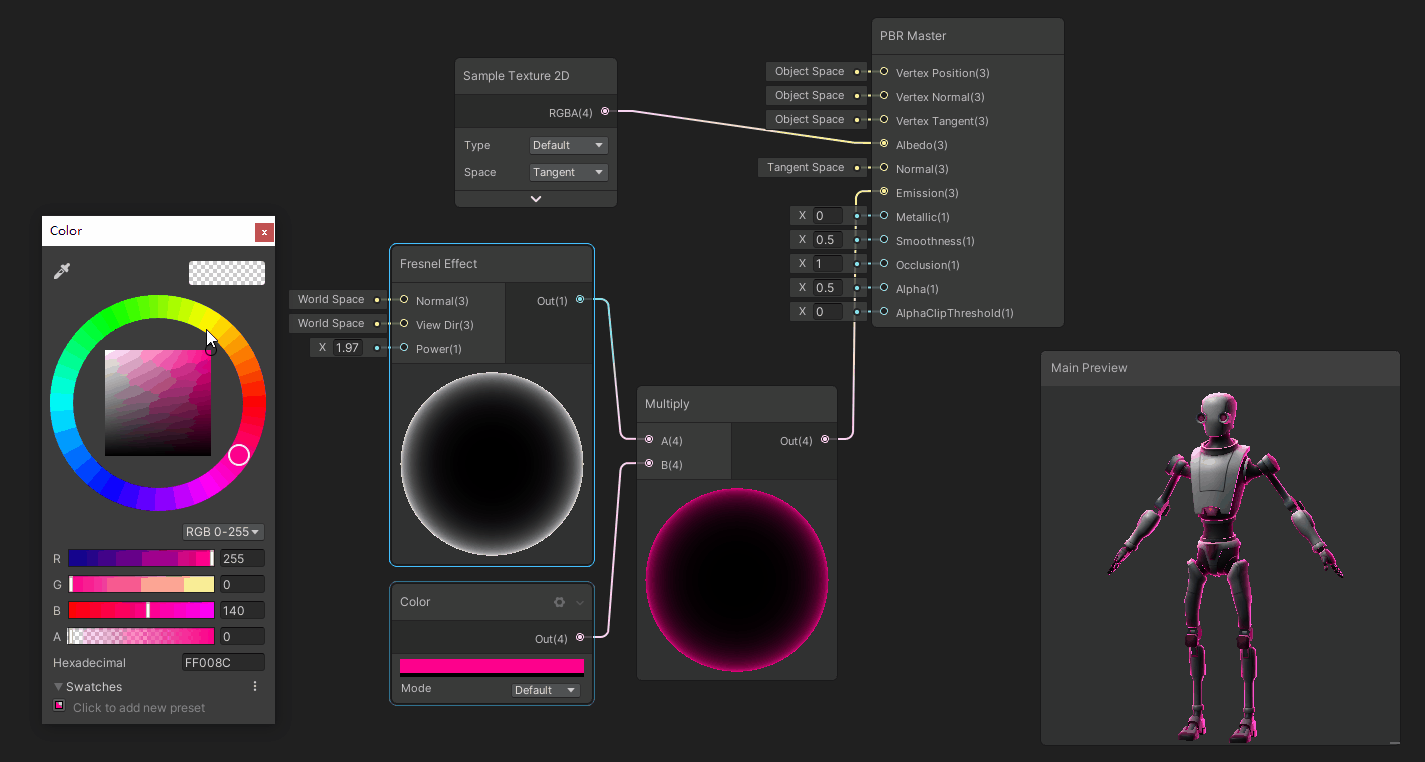 PBR Master
Object Space
Vertex Position(3)
Object Space
Vertex Normal(3)
Object Space
Vertex Tangent(3)
Albedo(3)
Tangent Space
Normal(3)
Emission(3)
X 0
Metallic(1)
X 0.5
Smoothness(1)
X 1
Occlusion(1)
X 0.5
Alpha(1)
X 0
AlphaClipThreshold(1)
Sample Texture 2D
RGBA(4)
Type Default
Space Tangent
Color
x
RGB 0-255
R 255
G 0
B 140
A 0
Hexadecimal FF008C
Swatches
Click to add new preset
Fresnel Effect
World Space
Normal(3)
Out(1)
World Space
View Dir(3)
X 1.97
Power(1)
Color
Out(4)
Mode Default
Multiply
A(4)
Out(4)
B(4)
Main Preview